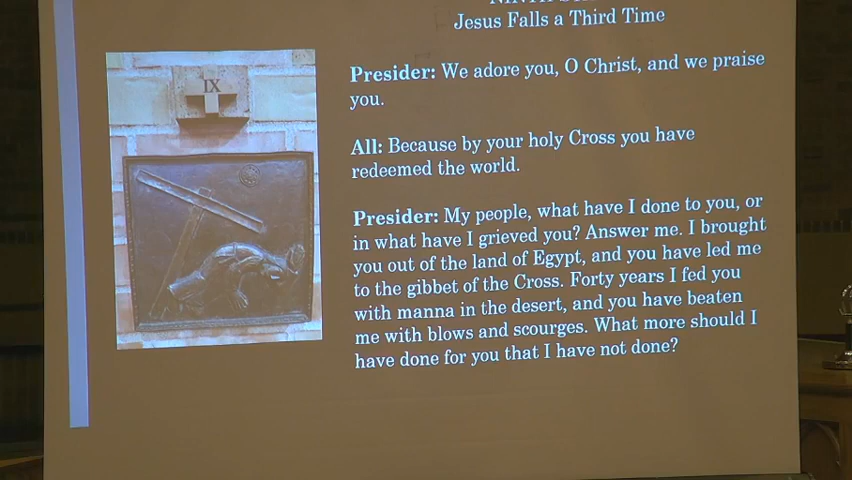 NINTH
Jesus Falls a Third Time
Presider: We adore you, O Christ, and we praise
you.
All: Because by your holy Cross you have
redeemed the world.
Presider: My people, what have I done to you, or
in what have I grieved you? Answer me. I brought
you out of the land of Egypt, and you have led me
to the gibbet of the Cross. Forty years I fed you
with manna in the desert, and you have beaten
me with blows and scourges. What more should I
have done for you that I have not done?
IX